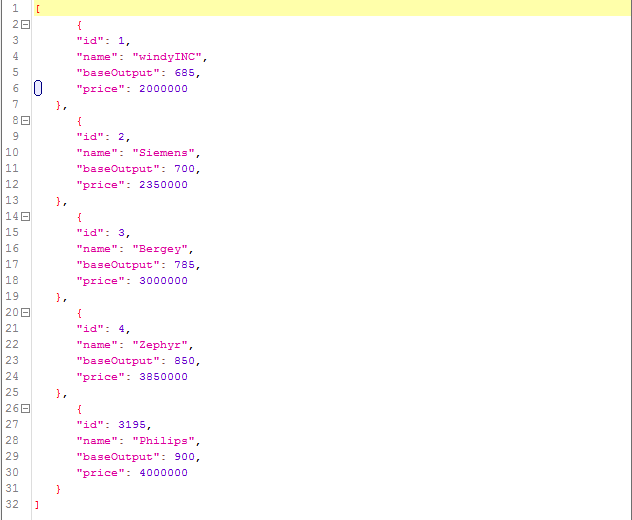 1 [
2 {
3 "id": 1,
4 "name": "windyINC",
5 "baseOutput": 685,
6 "price": 2000000
7 },
8 {
9 "id": 2,
10 "name": "Siemens",
11 "baseOutput": 700,
12 "price": 2350000
13 },
14 {
15 "id": 3,
16 "name": "Bergey",
17 "baseOutput": 785,
18 "price": 3000000
19 },
20 {
21 "id": 4,
22 "name": "Zephyr",
23 "baseOutput": 850,
24 "price": 3850000
25 },
26 {
27 "id": 3195,
28 "name": "Philips",
29 "baseOutput": 900,
30 "price": 4000000
31 }
32 ]